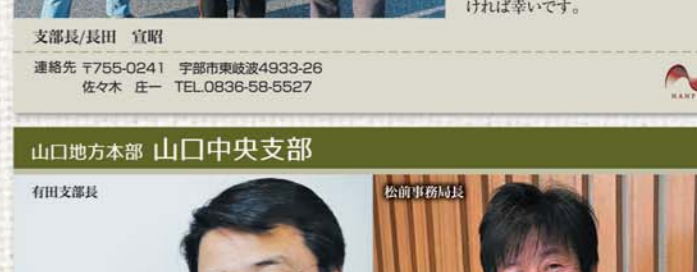 ければ幸いです。
支部長/長田　宣昭
連絡先 〒755-0241　宇部市東岐波4933-26
佐々木　庄一　TEL.0836-58-5527
山口地方本部 山口中央支部
有田支部長
松前事務局長